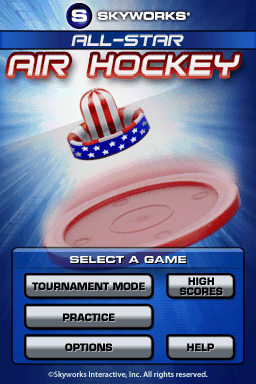 S SKYWORKS®
ALL-STAR
AIR HOCKEY
SELECT A GAME
TOURNAMENT MODE
HIGH
SCORES
PRACTICE
OPTIONS
HELP
©Skyworks Interactive, Inc. All rights reserved.